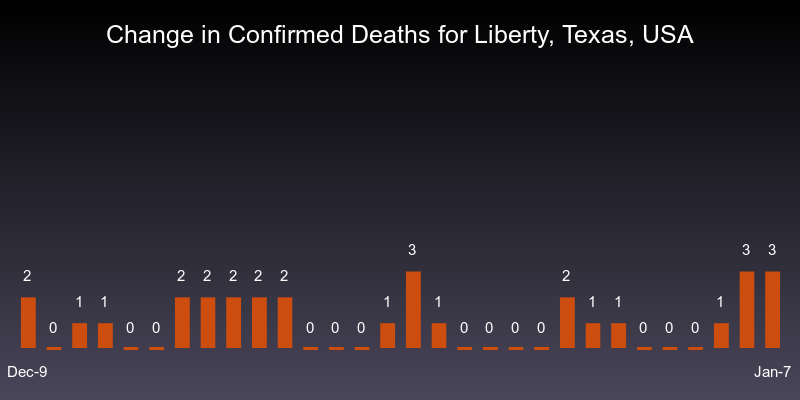 Change in Confirmed Deaths for Liberty, Texas, USA
2 0 1 1 0 0 2 2 2 2 2 0 0 0 1 3 1 0 0 0 0 2 1 1 0 0 0 1 3 3
Dec-9 Jan-7